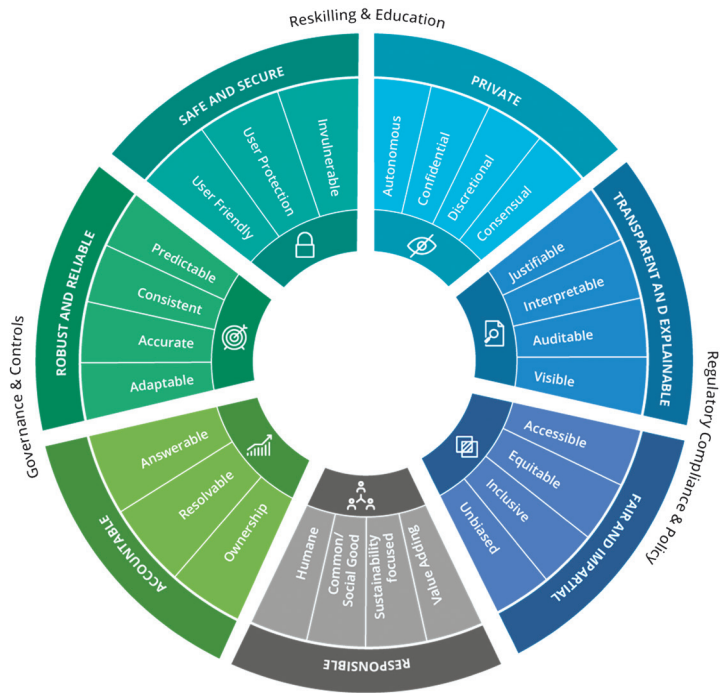 Reskilling & Education
PRIVATE
Autonomous
Confidential
Discretional
Consensual
TRANSPARENT AND EXPLAINABLE
Justifiable
Interpretable
Auditable
Visible
Regulatory Compliance & Policy
FAIR AND IMPARTIAL
Accessible
Equitable
Inclusive
Unbiased
RESPONSIBLE
Value Adding
Sustainability
focused
Common/
Social Good
Humane
ACCOUNTABLE
Ownership
Resolvable
Answerable
Governance & Controls
ROBUST AND RELIABLE
Adaptable
Accurate
Consistent
Predictable
SAFE AND SECURE
User Friendly
User Protection
Invulnerable